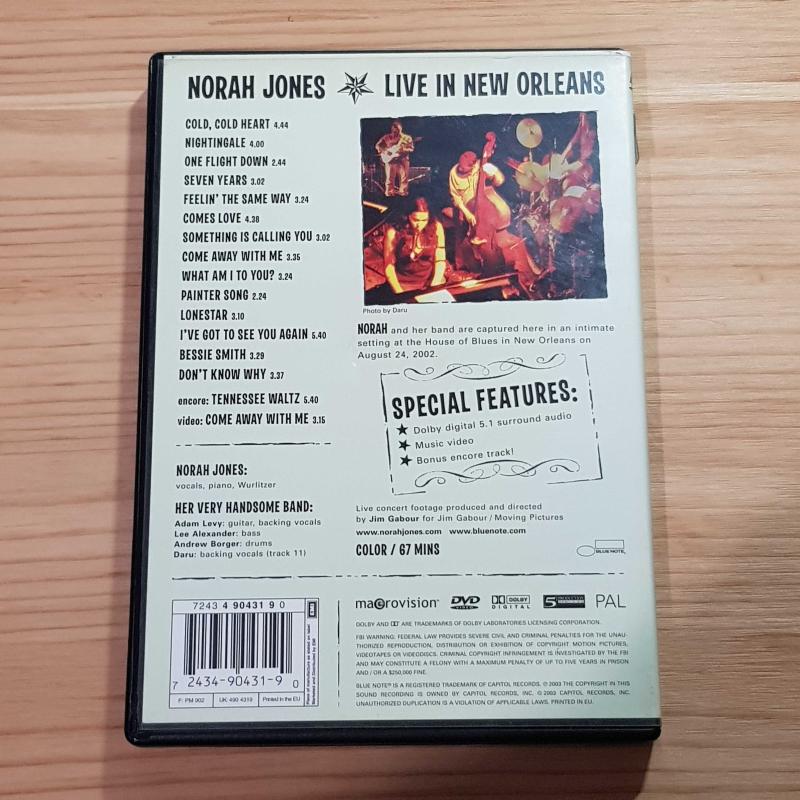 NORAH JONES LIVE IN NEW ORLEANS
COLD, COLD HEART 4.44
NIGHTINGALE 4.00
ONE FLIGHT DOWN 2.44
SEVEN YEARS 3.02
FEELIN' THE SAME WAY 3.24
COMES LOVE 4.38
SOMETHING IS CALLING YOU 3.02
COME AWAY WITH ME 3.35
WHAT AM I TO YOU? 3.24
PAINTER SONG 2.24
LONESTAR 3.10
I'VE GOT TO SEE YOU AGAIN 5.40
BESSIE SMITH 3.29
DON'T KNOW WHY 3.37
encore: TENNESSEE WALTZ 5.40
video: COME AWAY WITH ME 3.15
NORAH JONES:
vocals, piano, Wurlitzer
HER VERY HANDSOME BAND:
Adam Levy: guitar, backing vocals
Lee Alexander: bass
Andrew Borger: drums
Daru: backing vocals (track 11)
Photo by Daru
NORAH and her band are captured here in an intimate
setting at the House of Blues in New Orleans on
August 24, 2002.
SPECIAL FEATURES:
★ Dolby digital 5.1 surround audio
★ Music video
★ Bonus encore track!
Live concert footage produced and directed
by Jim Gabour for Jim Gabour / Moving Pictures
www.norahjones.com www.bluenote.com
COLOR / 67 MINS
BLUE NOTE
7243 4 90431 9 0
7 2434-90431-9 0
F: PM 902 UK: 490 4319 Printed in the EU
EMI
macrovision DVD VIDEO DOLBY DIGITAL 5 PAL
DOLBY AND ARE TRADEMARKS OF DOLBY LABORATORIES LICENSING CORPORATION.
FBI WARNING: FEDERAL LAW PROVIDES SEVERE CIVIL AND CRIMINAL PENALTIES FOR THE UNAU-
THORIZED REPRODUCTION, DISTRIBUTION OR EXHIBITION OF COPYRIGHT MOTION PICTURES,
VIDEOTAPES OR VIDEODISCS. CRIMINAL COPYRIGHT INFRINGEMENT IS INVESTIGATED BY THE FBI
AND MAY CONSTITUTE A FELONY WITH A MAXIMUM PENALTY OF UP TO FIVE YEARS IN PRISON
AND / OR A $250,000 FINE.
BLUE NOTE® IS A REGISTERED TRADEMARK OF CAPITOL RECORDS. ℗ 2003 THE COPYRIGHT IN THIS
SOUND RECORDING IS OWNED BY CAPITOL RECORDS, INC. © 2003 CAPITOL RECORDS, INC.
UNAUTHORIZED DUPLICATION IS A VIOLATION OF APPLICABLE LAWS. PRINTED IN EU.